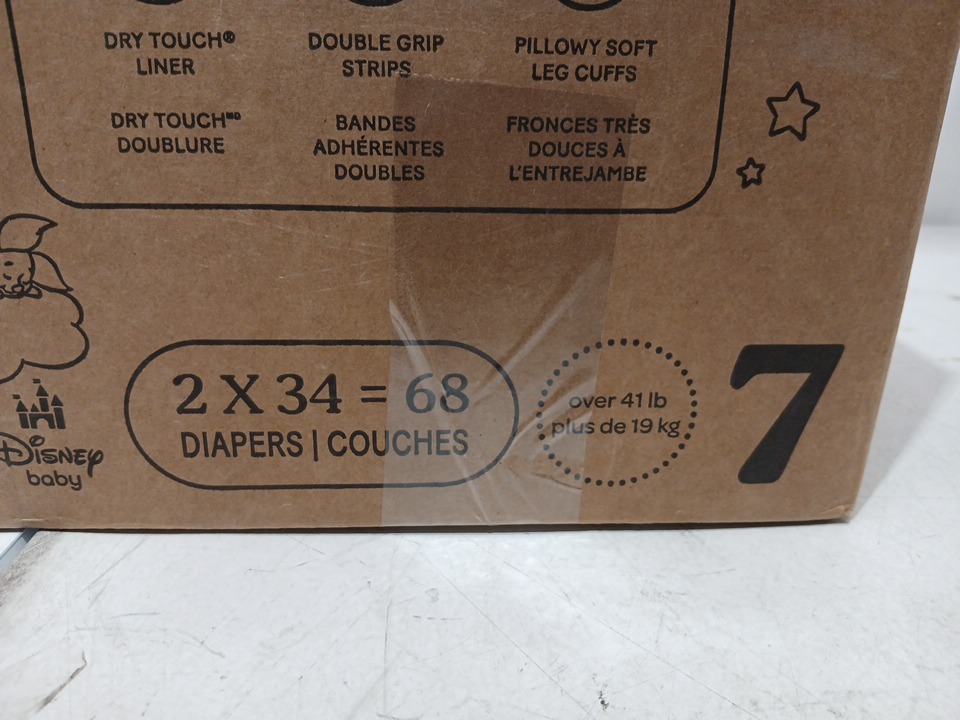 DRY TOUCH®
LINER
DOUBLE GRIP
STRIPS
PILLOWY SOFT
LEG CUFFS
DRY TOUCHᴹᴰ
DOUBLURE
BANDES
ADHÉRENTES
DOUBLES
FRONCES TRÈS
DOUCES À
L'ENTREJAMBE
2 X 34 = 68
DIAPERS | COUCHES
over 41 lb
plus de 19 kg
7
Disney
baby